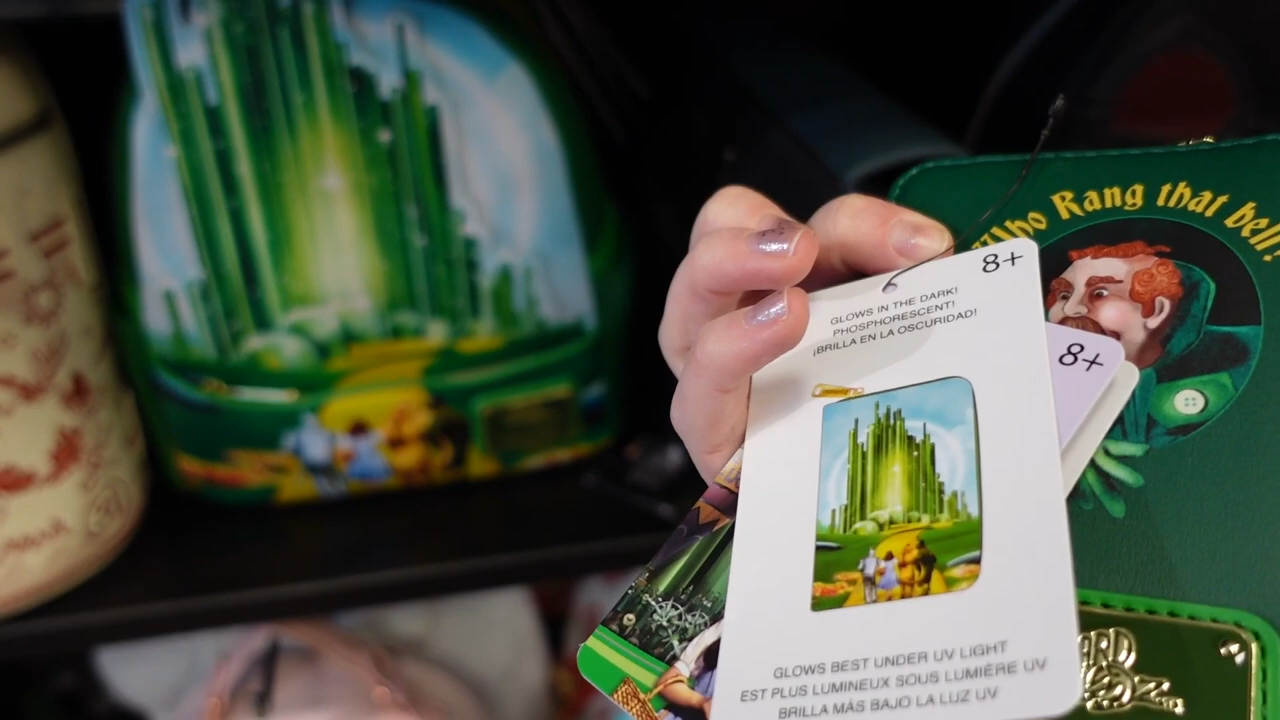 Who Rang that bell?
8+
GLOWS IN THE DARK!
PHOSPHORESCENT!
¡BRILLA EN LA OSCURIDAD!
8+
GLOWS BEST UNDER UV LIGHT
EST PLUS LUMINEUX SOUS LUMIÈRE UV
BRILLA MÁS BAJO LA LUZ UV